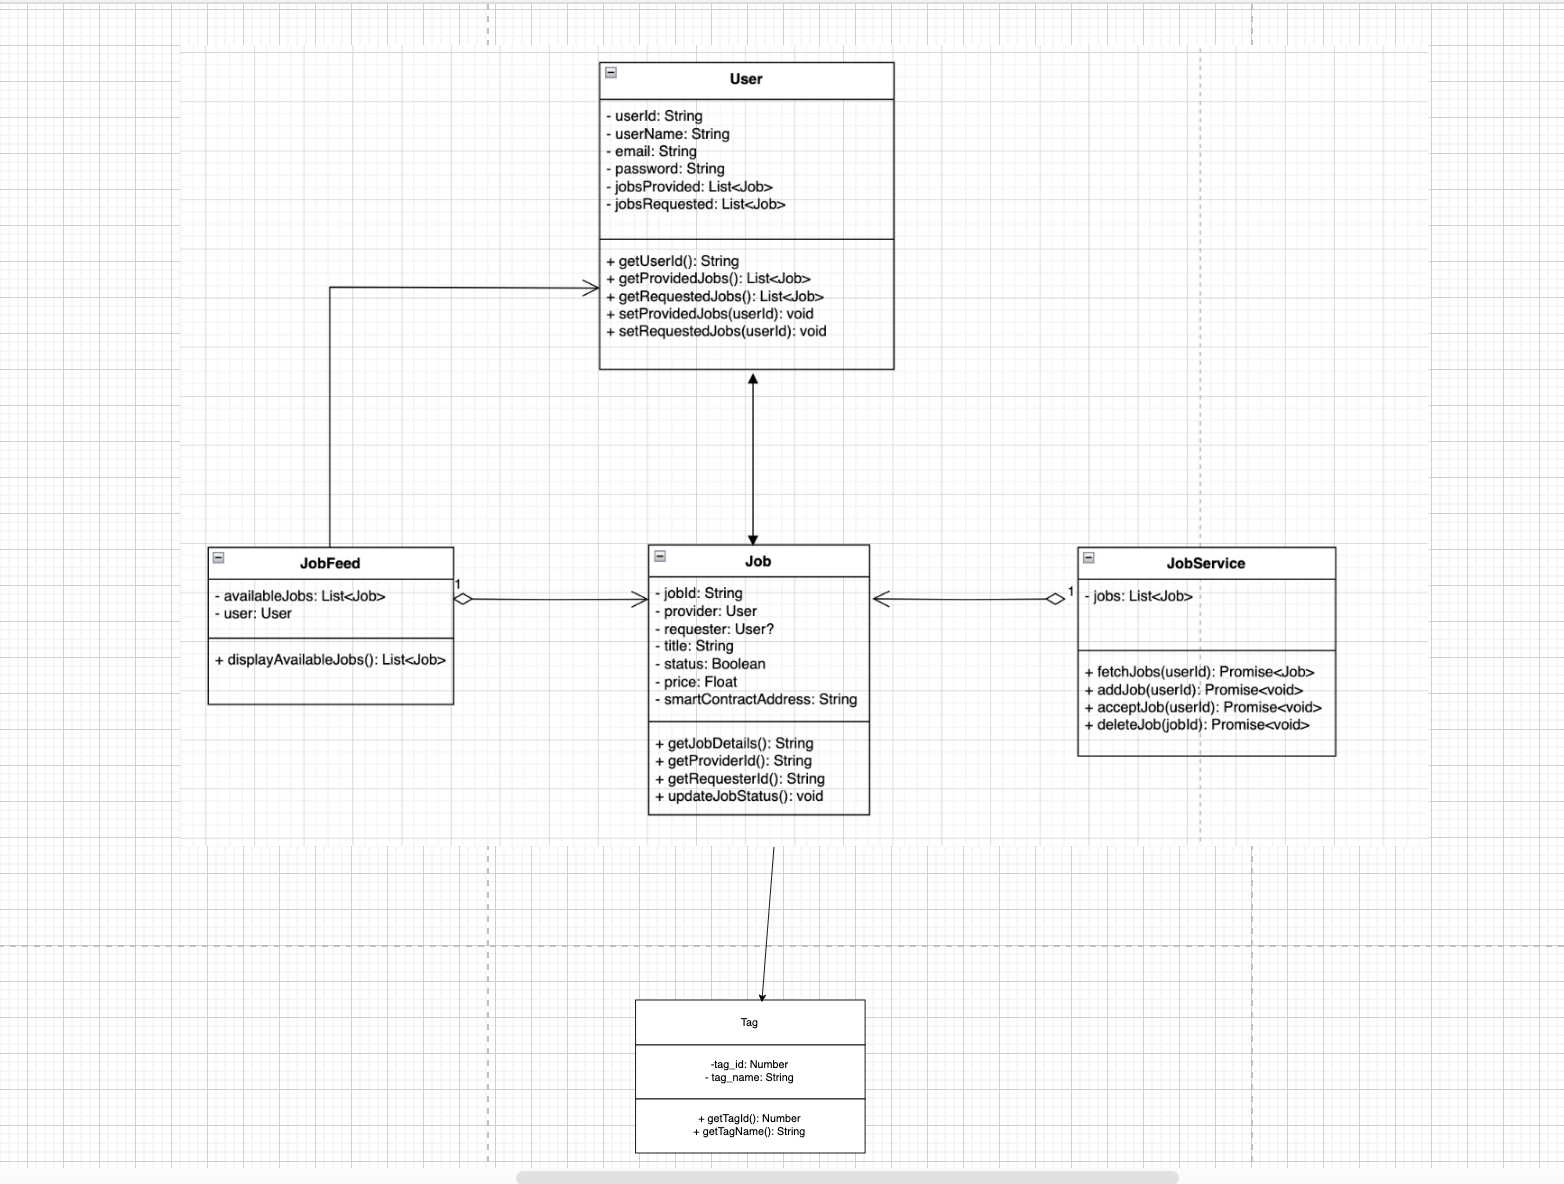 User
- userId: String
- userName: String
- email: String
- password: String
- jobsProvided: List<Job>
- jobsRequested: List<Job>
+ getUserId(): String
+ getProvidedJobs(): List<Job>
+ getRequestedJobs(): List<Job>
+ setProvidedJobs(userId): void
+ setRequestedJobs(userId): void
JobFeed
- availableJobs: List<Job>
- user: User
+ displayAvailableJobs(): List<Job>
1
Job
- jobId: String
- provider: User
- requester: User?
- title: String
- status: Boolean
- price: Float
- smartContractAddress: String
+ getJobDetails(): String
+ getProviderId(): String
+ getRequesterId(): String
+ updateJobStatus(): void
1
JobService
- jobs: List<Job>
+ fetchJobs(userId): Promise<Job>
+ addJob(userId): Promise<void>
+ acceptJob(userId): Promise<void>
+ deleteJob(jobId): Promise<void>
Tag
-tag_id: Number
- tag_name: String
+ getTagId(): Number
+ getTagName(): String